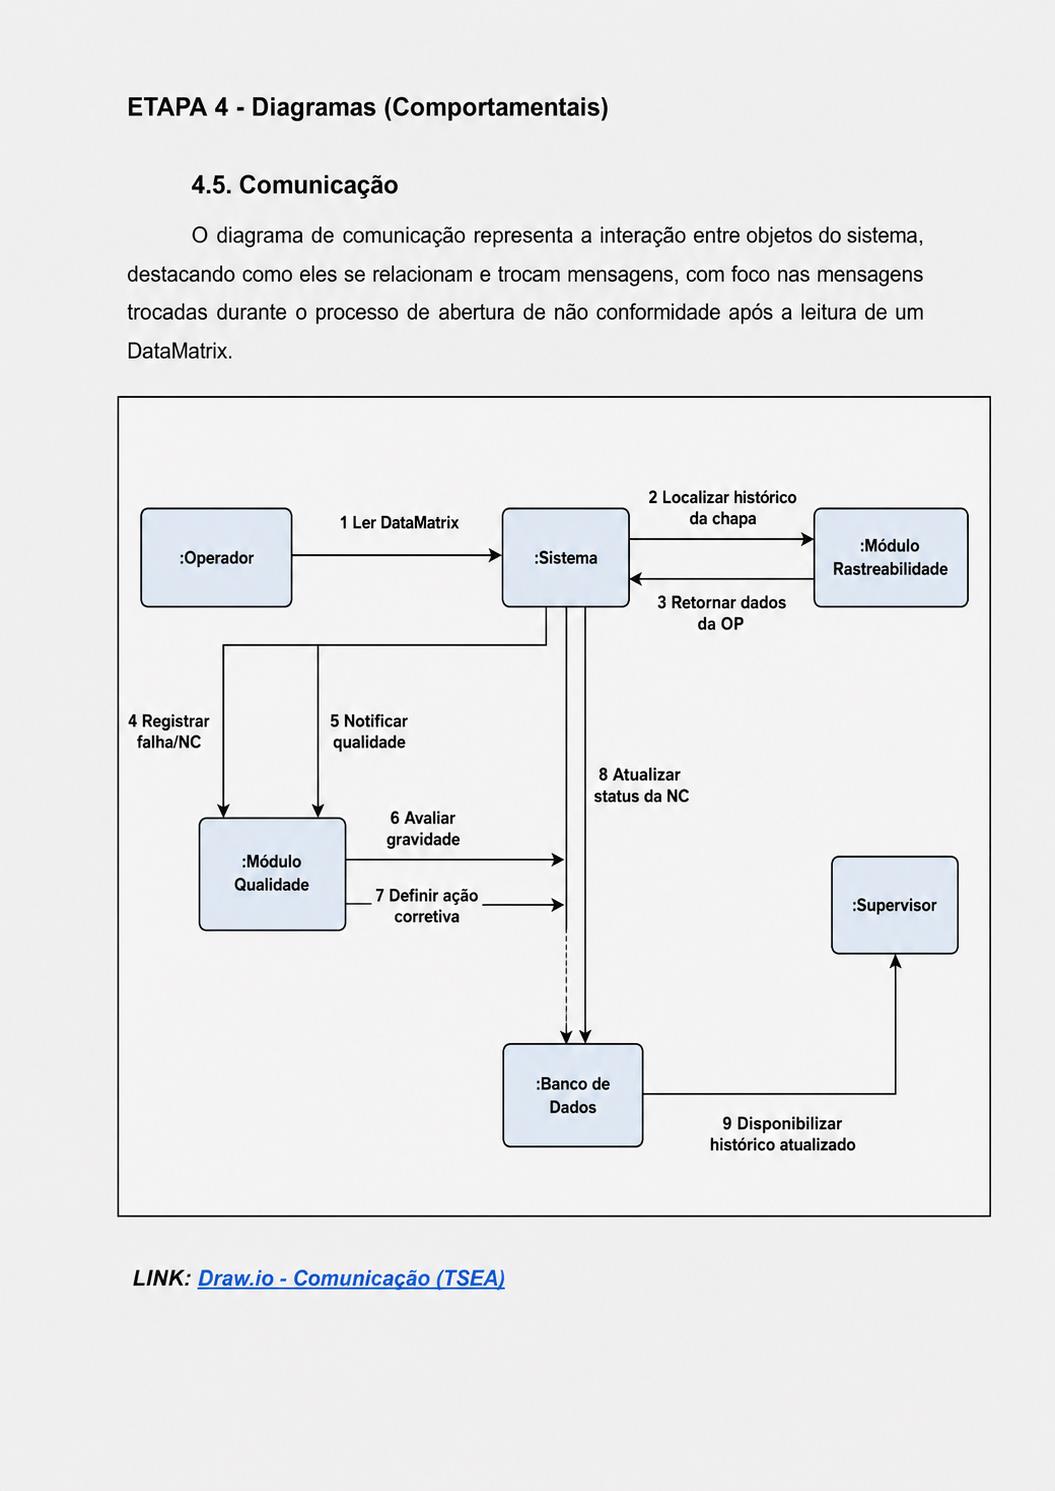 ETAPA 4 - Diagramas (Comportamentais)
4.5. Comunicação
O diagrama de comunicação representa a interação entre objetos do sistema,
destacando como eles se relacionam e trocam mensagens, com foco nas mensagens
trocadas durante o processo de abertura de não conformidade após a leitura de um
DataMatrix.
:Operador
1 Ler DataMatrix
:Sistema
2 Localizar histórico
da chapa
:Módulo
Rastreabilidade
3 Retornar dados
da OP
4 Registrar
falha/NC
5 Notificar
qualidade
8 Atualizar
status da NC
:Módulo
Qualidade
6 Avaliar
gravidade
7 Definir ação
corretiva
:Supervisor
:Banco de
Dados
9 Disponibilizar
histórico atualizado
LINK: Draw.io - Comunicação (TSEA)